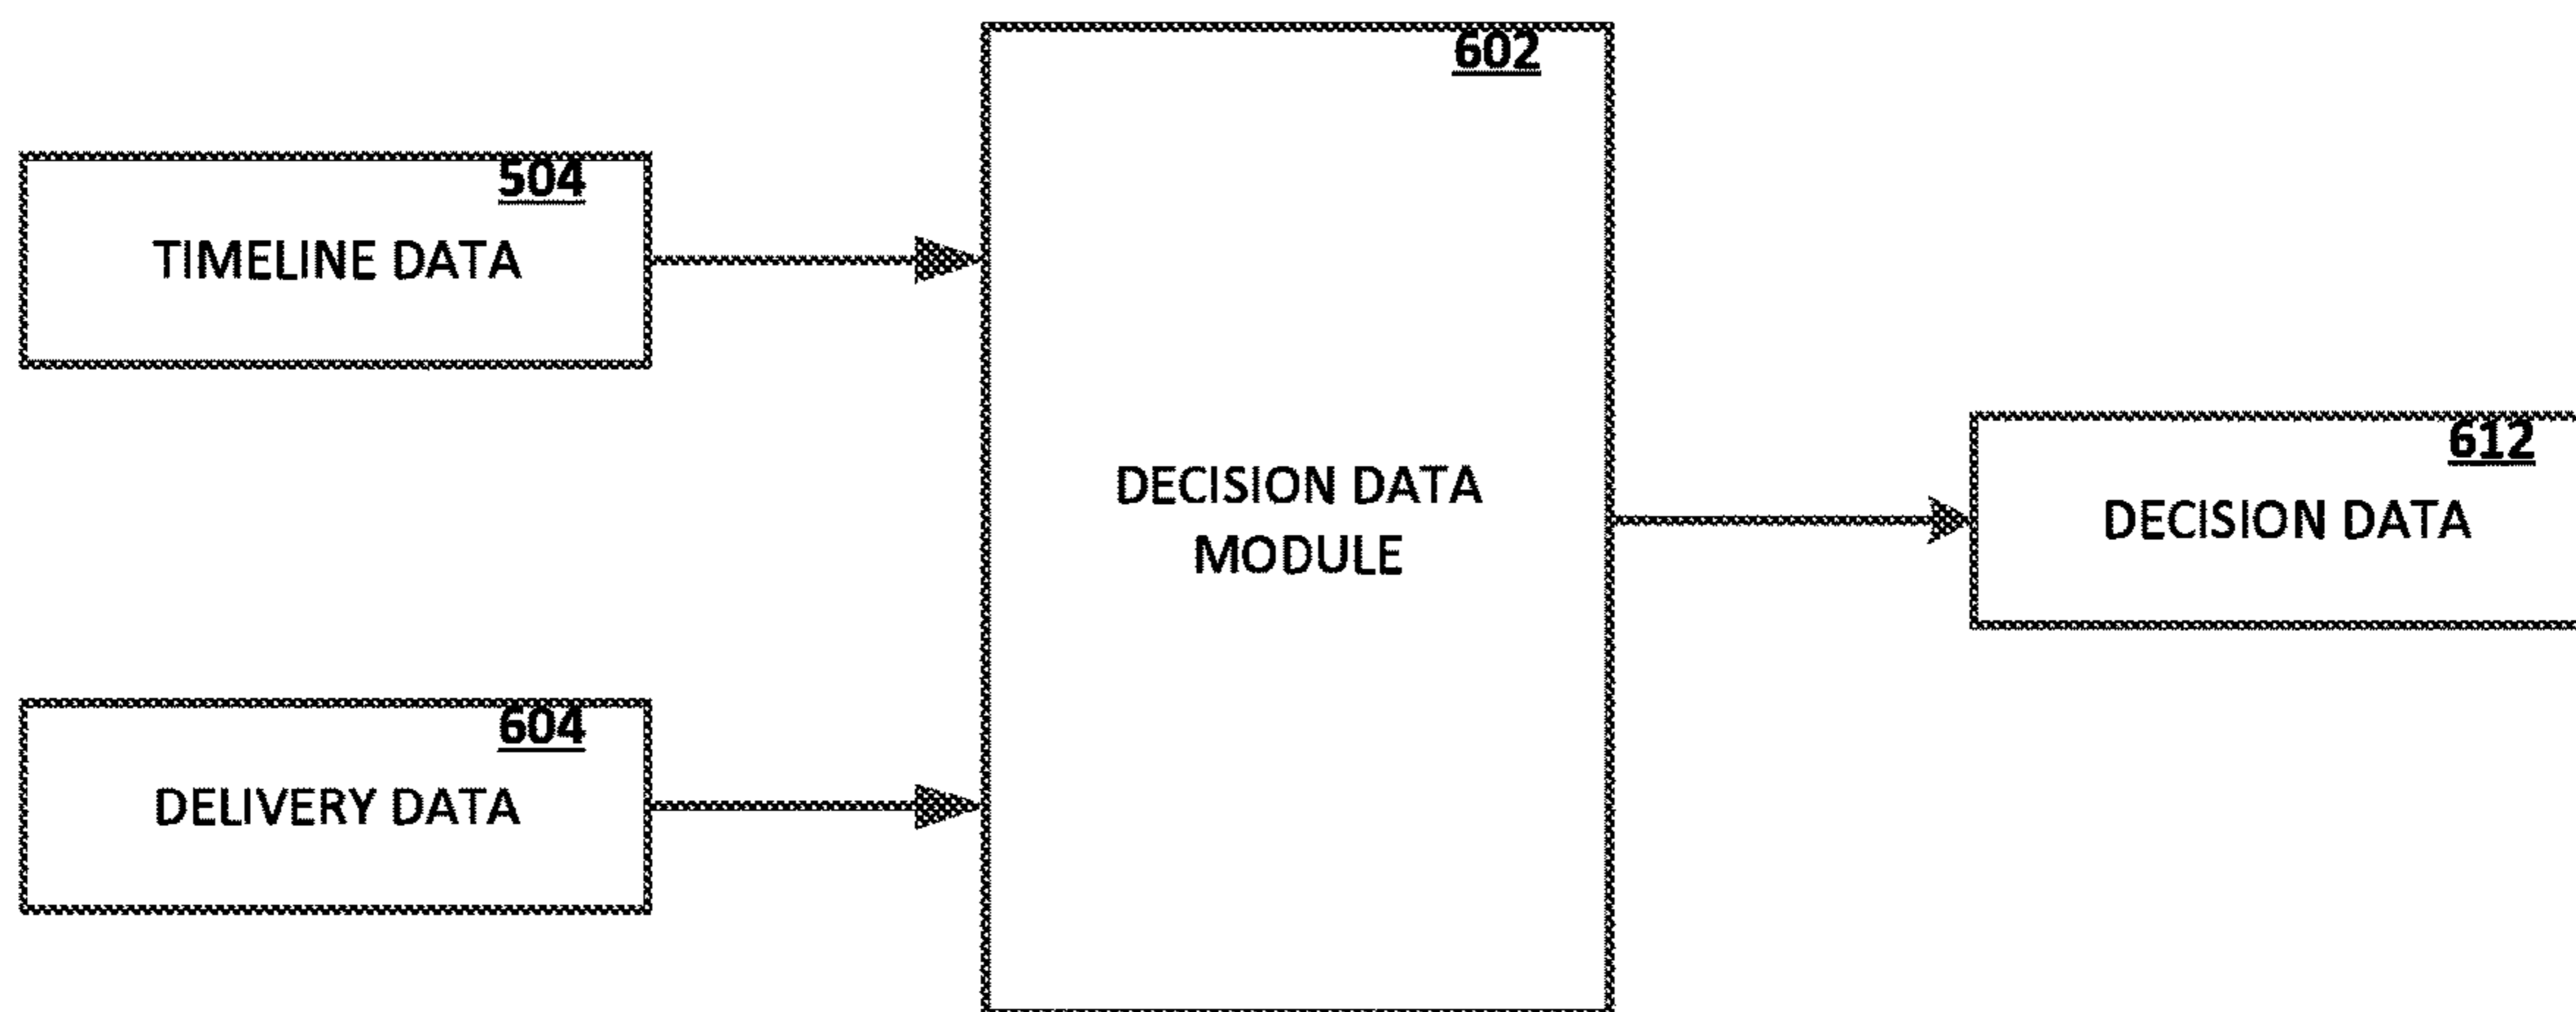 602
504
TIMELINE DATA
612
DECISION DATA
MODULE
DECISION DATA
604
DELIVERY DATA